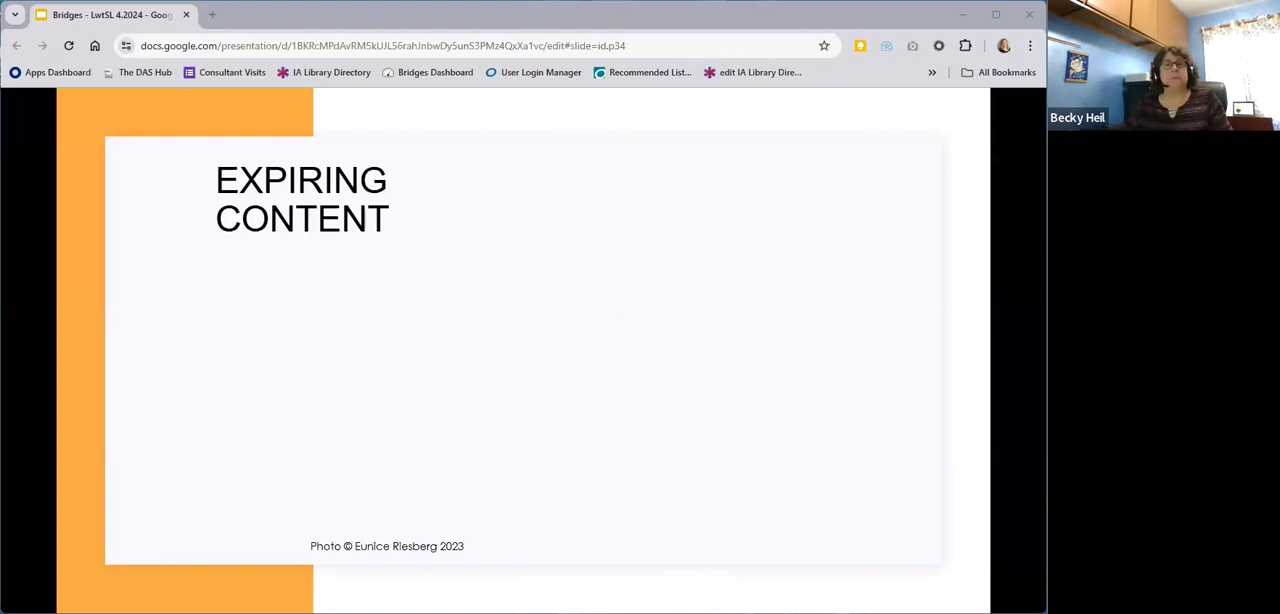 Bridges - LwtSL 4.2024 - Goog
docs.google.com/presentation/d/1BKRcMPdAvRM5kUJL56rahJnbwDy5unS3PMz4QxXa1vc/edit#slide=id.p34
Apps Dashboard The DAS Hub Consultant Visits IA Library Directory Bridges Dashboard User Login Manager Recommended List... edit IA Library Dire... All Bookmarks
Becky Heil
EXPIRING
CONTENT
Photo © Eunice Riesberg 2023